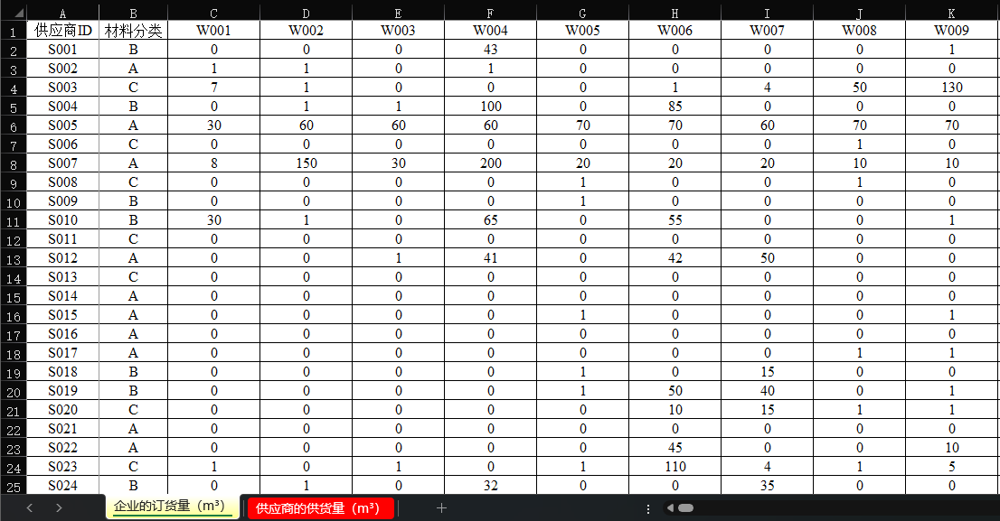 A B C D E F G H I J K
1 供应商ID 材料分类 W001 W002 W003 W004 W005 W006 W007 W008 W009
2 S001 B 0 0 0 43 0 0 0 0 1
3 S002 A 1 1 0 1 0 0 0 0 0
4 S003 C 7 1 0 0 0 1 4 50 130
5 S004 B 0 1 1 100 0 85 0 0 0
6 S005 A 30 60 60 60 70 70 60 70 70
7 S006 C 0 0 0 0 0 0 0 1 0
8 S007 A 8 150 30 200 20 20 20 10 10
9 S008 C 0 0 0 0 1 0 0 1 0
10 S009 B 0 0 0 0 1 0 0 0 0
11 S010 B 30 1 0 65 0 55 0 0 1
12 S011 C 0 0 0 0 0 0 0 0 0
13 S012 A 0 0 1 41 0 42 50 0 0
14 S013 C 0 0 0 0 0 0 0 0 0
15 S014 A 0 0 0 0 0 0 0 0 0
16 S015 A 0 0 0 0 1 0 0 0 1
17 S016 A 0 0 0 0 0 0 0 0 0
18 S017 A 0 0 0 0 0 0 0 1 1
19 S018 B 0 0 0 0 1 0 15 0 0
20 S019 B 0 0 0 0 1 50 40 0 1
21 S020 C 0 0 0 0 0 10 15 1 1
22 S021 A 0 0 0 0 0 0 0 0 0
23 S022 A 0 0 0 0 0 45 0 0 10
24 S023 C 1 0 1 0 1 110 4 1 5
25 S024 B 0 1 0 32 0 0 35 0 0
企业的订货量（m³） 供应商的供货量（m³）